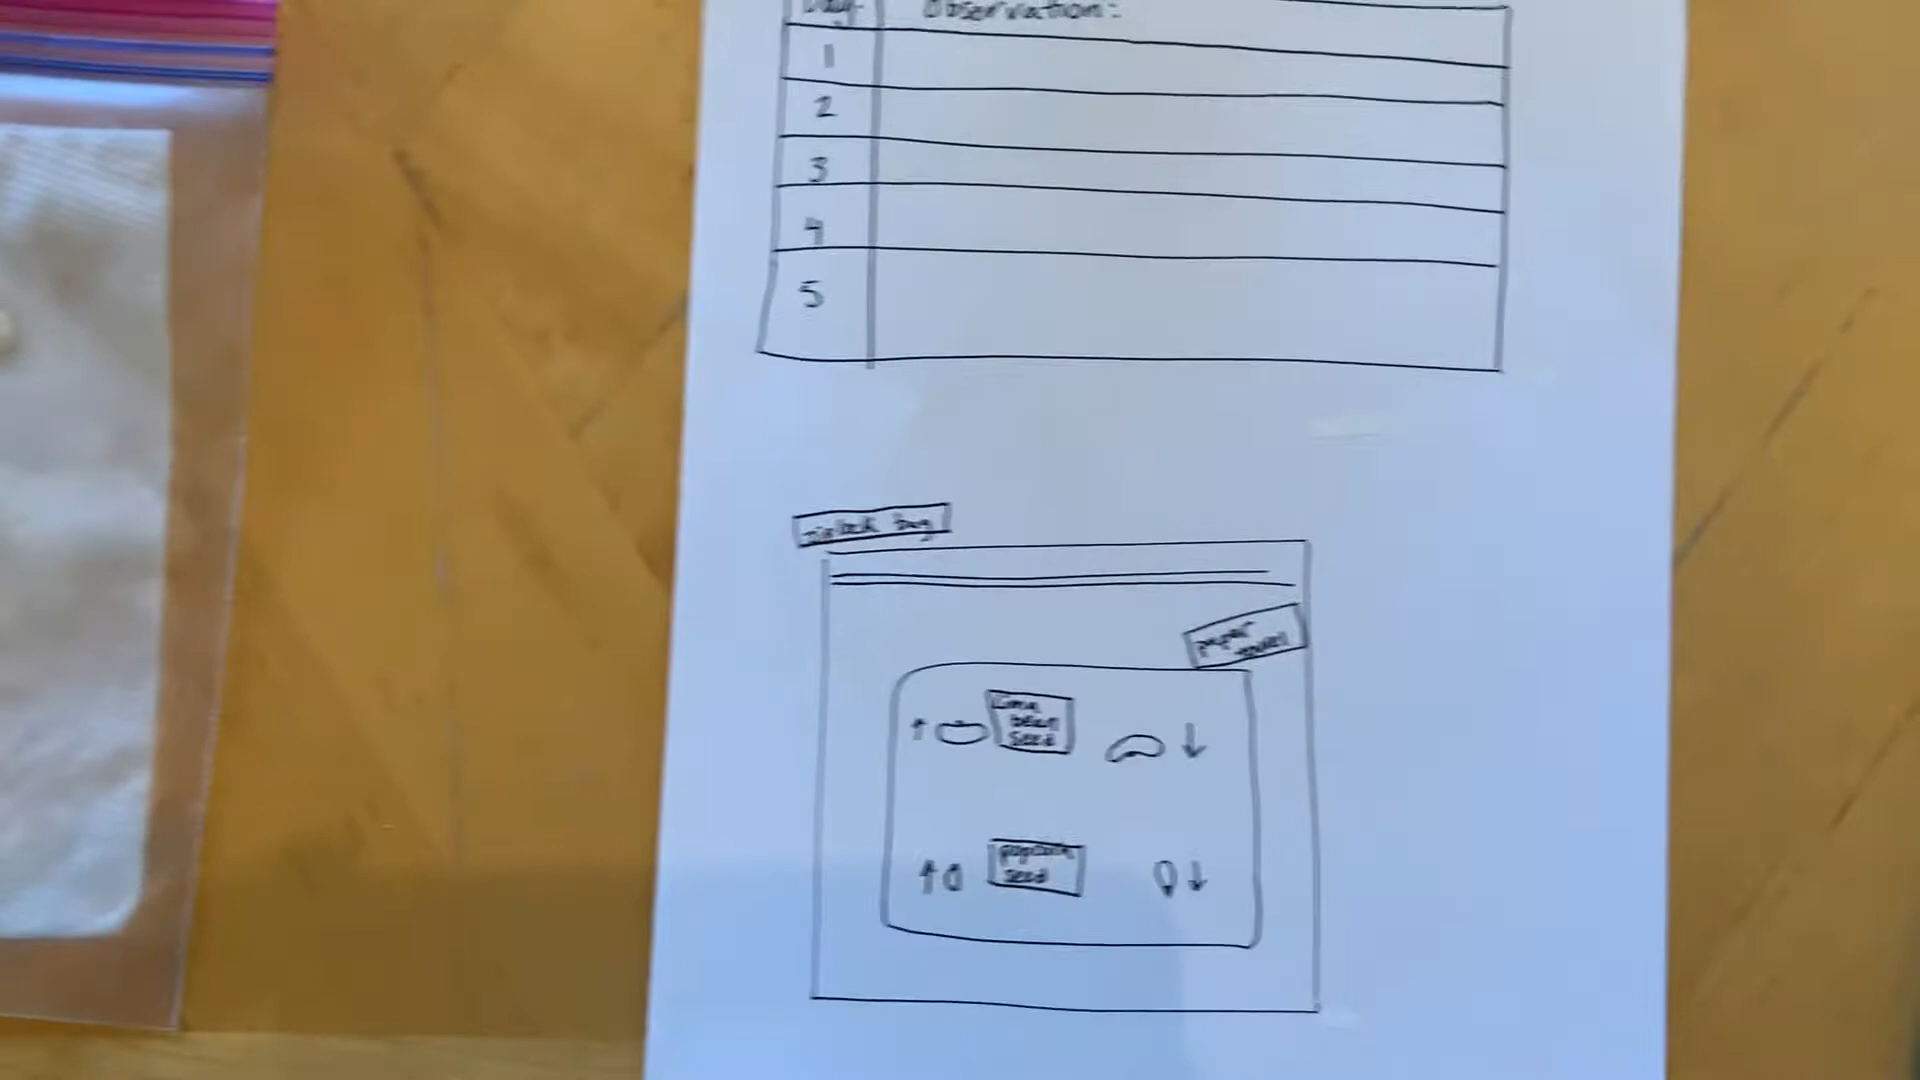 Day Observation:
1
2
3
4
5
ziplock bag
paper
towel
Lima
bean
seed
popcorn
seed